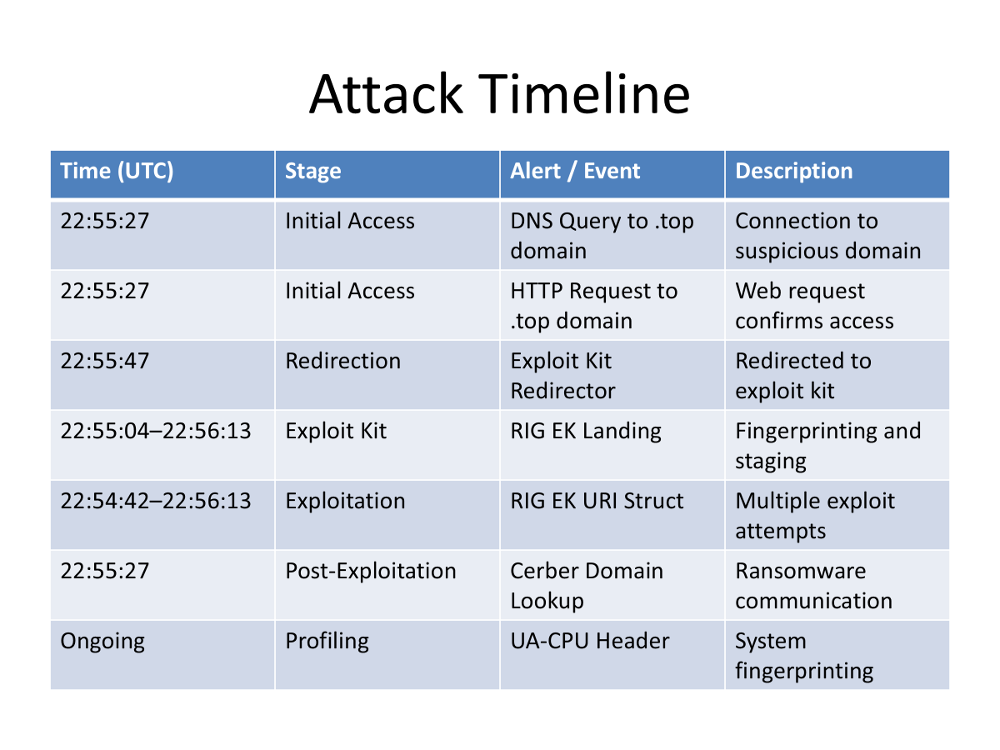 Attack Timeline
Time (UTC) Stage Alert / Event Description
22:55:27 Initial Access DNS Query to .top Connection to
domain suspicious domain
22:55:27 Initial Access HTTP Request to Web request
.top domain confirms access
22:55:47 Redirection Exploit Kit Redirected to
Redirector exploit kit
22:55:04–22:56:13 Exploit Kit RIG EK Landing Fingerprinting and
staging
22:54:42–22:56:13 Exploitation RIG EK URI Struct Multiple exploit
attempts
22:55:27 Post-Exploitation Cerber Domain Ransomware
Lookup communication
Ongoing Profiling UA-CPU Header System
fingerprinting